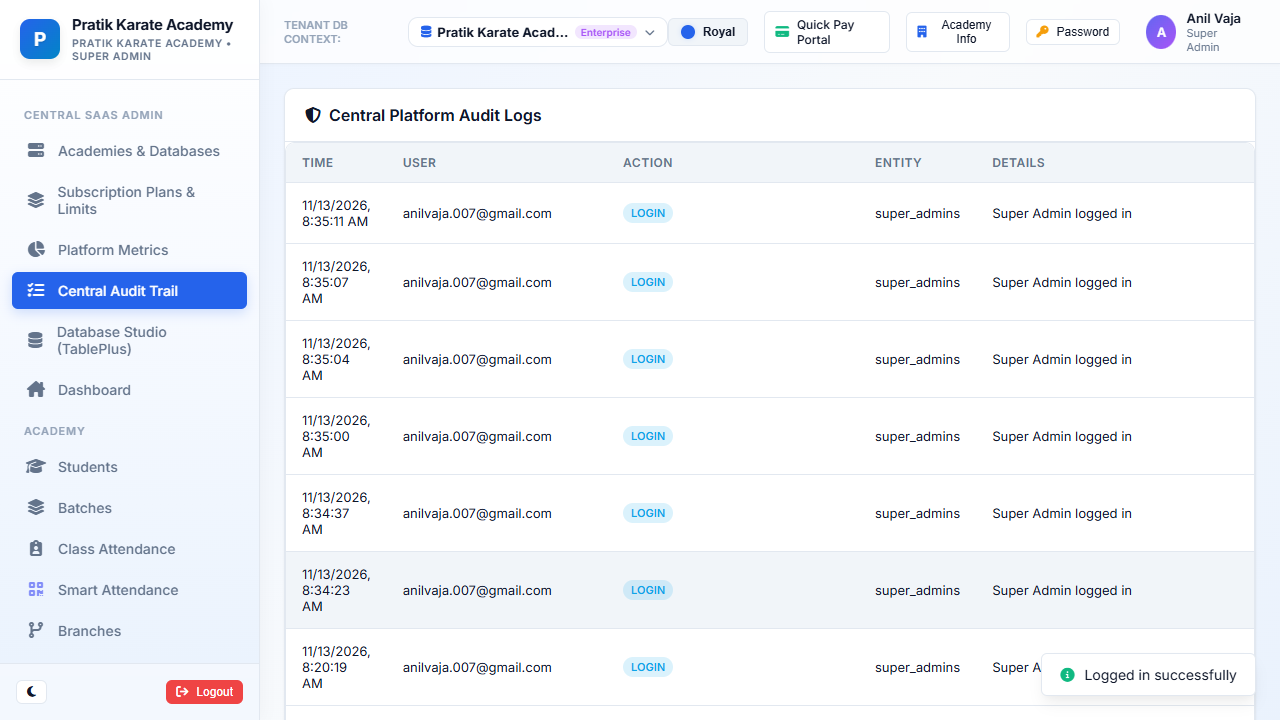 P
Pratik Karate Academy
PRATIK KARATE ACADEMY •
SUPER ADMIN
TENANT DB
CONTEXT:
Pratik Karate Acad... Enterprise
Royal
Quick Pay
Portal
Academy
Info
Password
A
Anil Vaja
Super
Admin
CENTRAL SAAS ADMIN
Academies & Databases
Subscription Plans &
Limits
Platform Metrics
Central Audit Trail
Database Studio
(TablePlus)
Dashboard
ACADEMY
Students
Batches
Class Attendance
Smart Attendance
Branches
Logout
Central Platform Audit Logs
TIME USER ACTION ENTITY DETAILS
11/13/2026,
8:35:11 AM
anilvaja.007@gmail.com LOGIN super_admins Super Admin logged in
11/13/2026,
8:35:07
AM
anilvaja.007@gmail.com LOGIN super_admins Super Admin logged in
11/13/2026,
8:35:04
AM
anilvaja.007@gmail.com LOGIN super_admins Super Admin logged in
11/13/2026,
8:35:00
AM
anilvaja.007@gmail.com LOGIN super_admins Super Admin logged in
11/13/2026,
8:34:37
AM
anilvaja.007@gmail.com LOGIN super_admins Super Admin logged in
11/13/2026,
8:34:23
AM
anilvaja.007@gmail.com LOGIN super_admins Super Admin logged in
11/13/2026,
8:20:19
AM
anilvaja.007@gmail.com LOGIN super_admins Super A
Logged in successfully